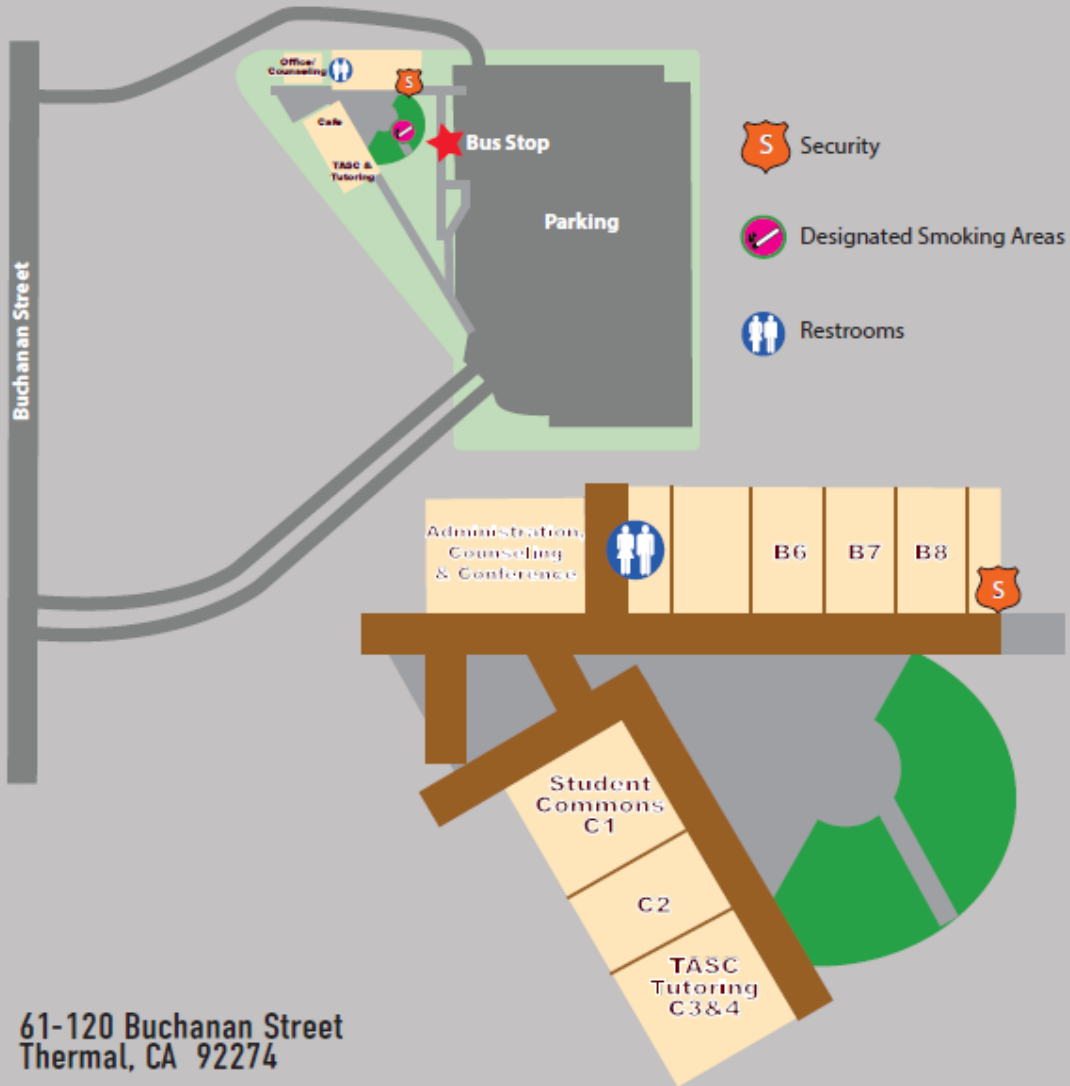 Office/
Counseling
S
Cafe
TASC &
Tutoring
Bus Stop
Parking
Buchanan Street
S
Security
Designated Smoking Areas
Restrooms
Administration,
Counseling
& Conference
B6
B7
B8
S
Student
Commons
C1
C2
TASC
Tutoring
C3&4
61-120 Buchanan Street
Thermal, CA 92274